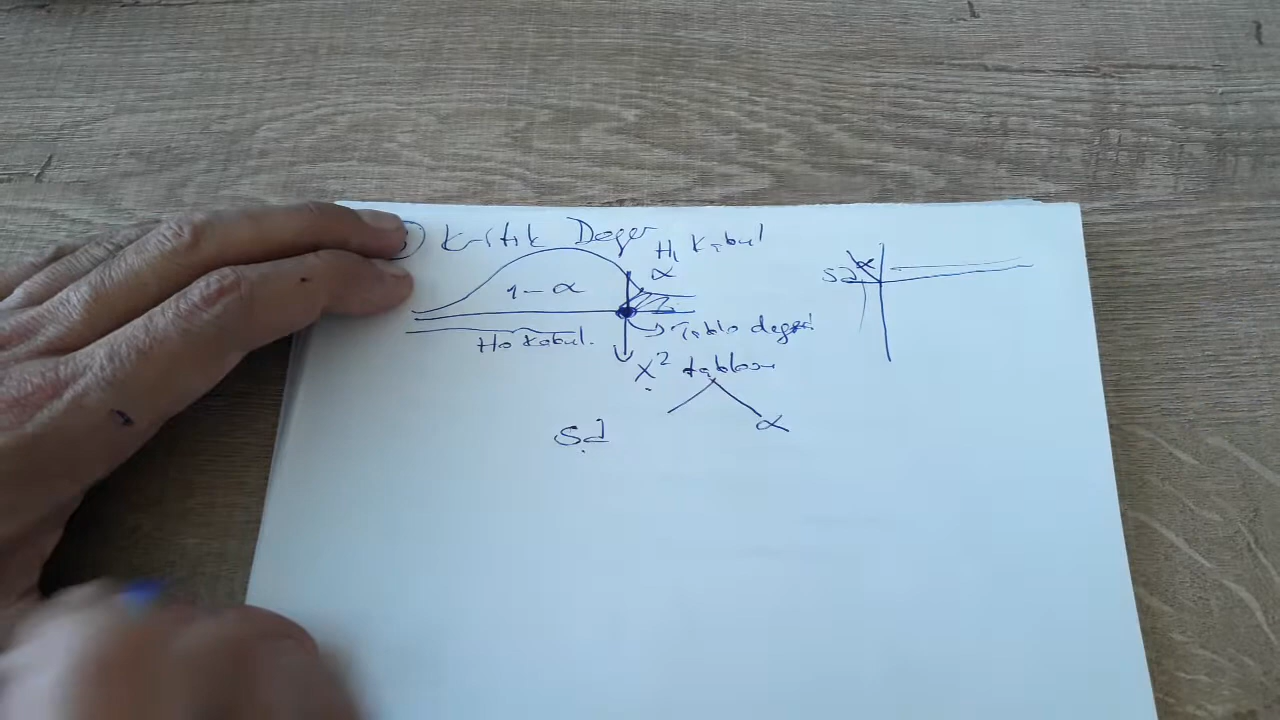 Kritik Değer
H₁ Kabul
α
1-α
Tablo değeri
H₀ Kabul.
X² tablosu
sd α
sd
α